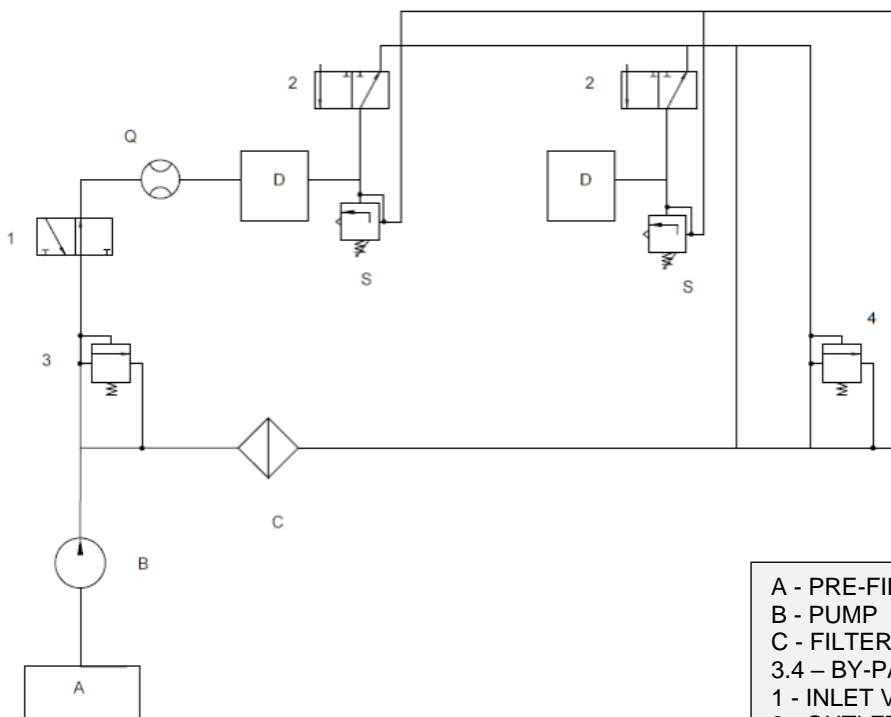 2
2
Q
D
D
1
S
S
4
3
C
B
A
A - PRE-FIL
B - PUMP
C - FILTER
3.4 – BY-PA
1 - INLET V